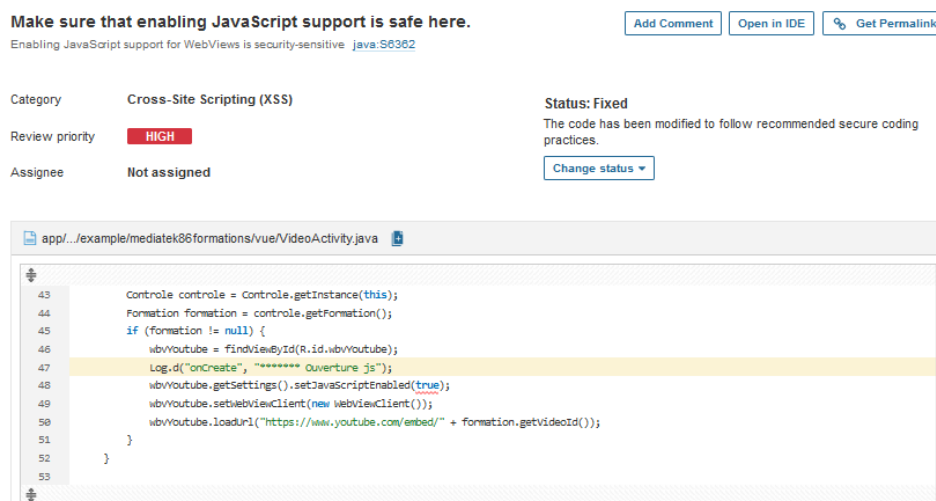 Make sure that enabling JavaScript support is safe here.
Add Comment
Open in IDE
Get Permalink
Enabling JavaScript support for WebViews is security-sensitive java:S6362
Category
Cross-Site Scripting (XSS)
Status: Fixed
The code has been modified to follow recommended secure coding
practices.
Review priority
HIGH
Change status
Assignee
Not assigned
app/.../example/mediatek86formations/vue/VideoActivity.java
43 Controle controle = Controle.getInstance(this);
44 Formation formation = controle.getFormation();
45 if (formation != null) {
46 wbvYoutube = findViewById(R.id.wbvYoutube);
47 Log.d("onCreate", "******* Ouverture js");
48 wbvYoutube.getSettings().setJavaScriptEnabled(true);
49 wbvYoutube.setWebViewClient(new WebViewClient());
50 wbvYoutube.loadUrl("https://www.youtube.com/embed/" + formation.getVideoId());
51 }
52 }
53